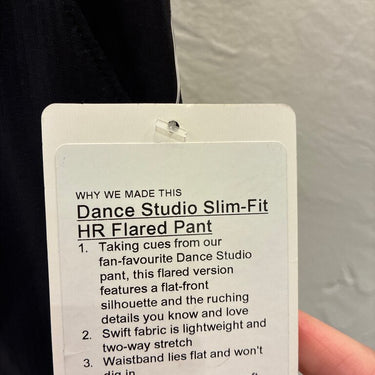 WHY WE MADE THIS
Dance Studio Slim-Fit
HR Flared Pant
1. Taking cues from our
fan-favourite Dance Studio
pant, this flared version
features a flat-front
silhouette and the ruching
details you know and love
2. Swift fabric is lightweight and
two-way stretch
3. Waistband lies flat and won't
dig in